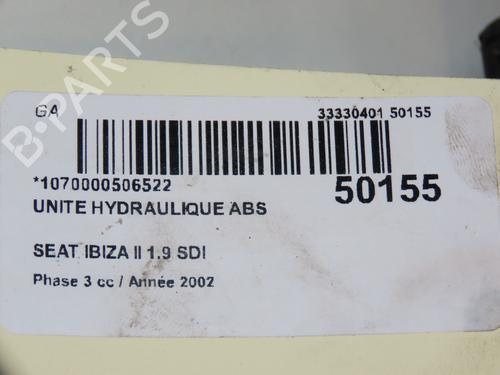 GA 33330401 50155
*1070000506522 50155
UNITE HYDRAULIQUE ABS
SEAT IBIZA II 1.9 SDI
Phase 3 cc / Année 2002
B-PARTS